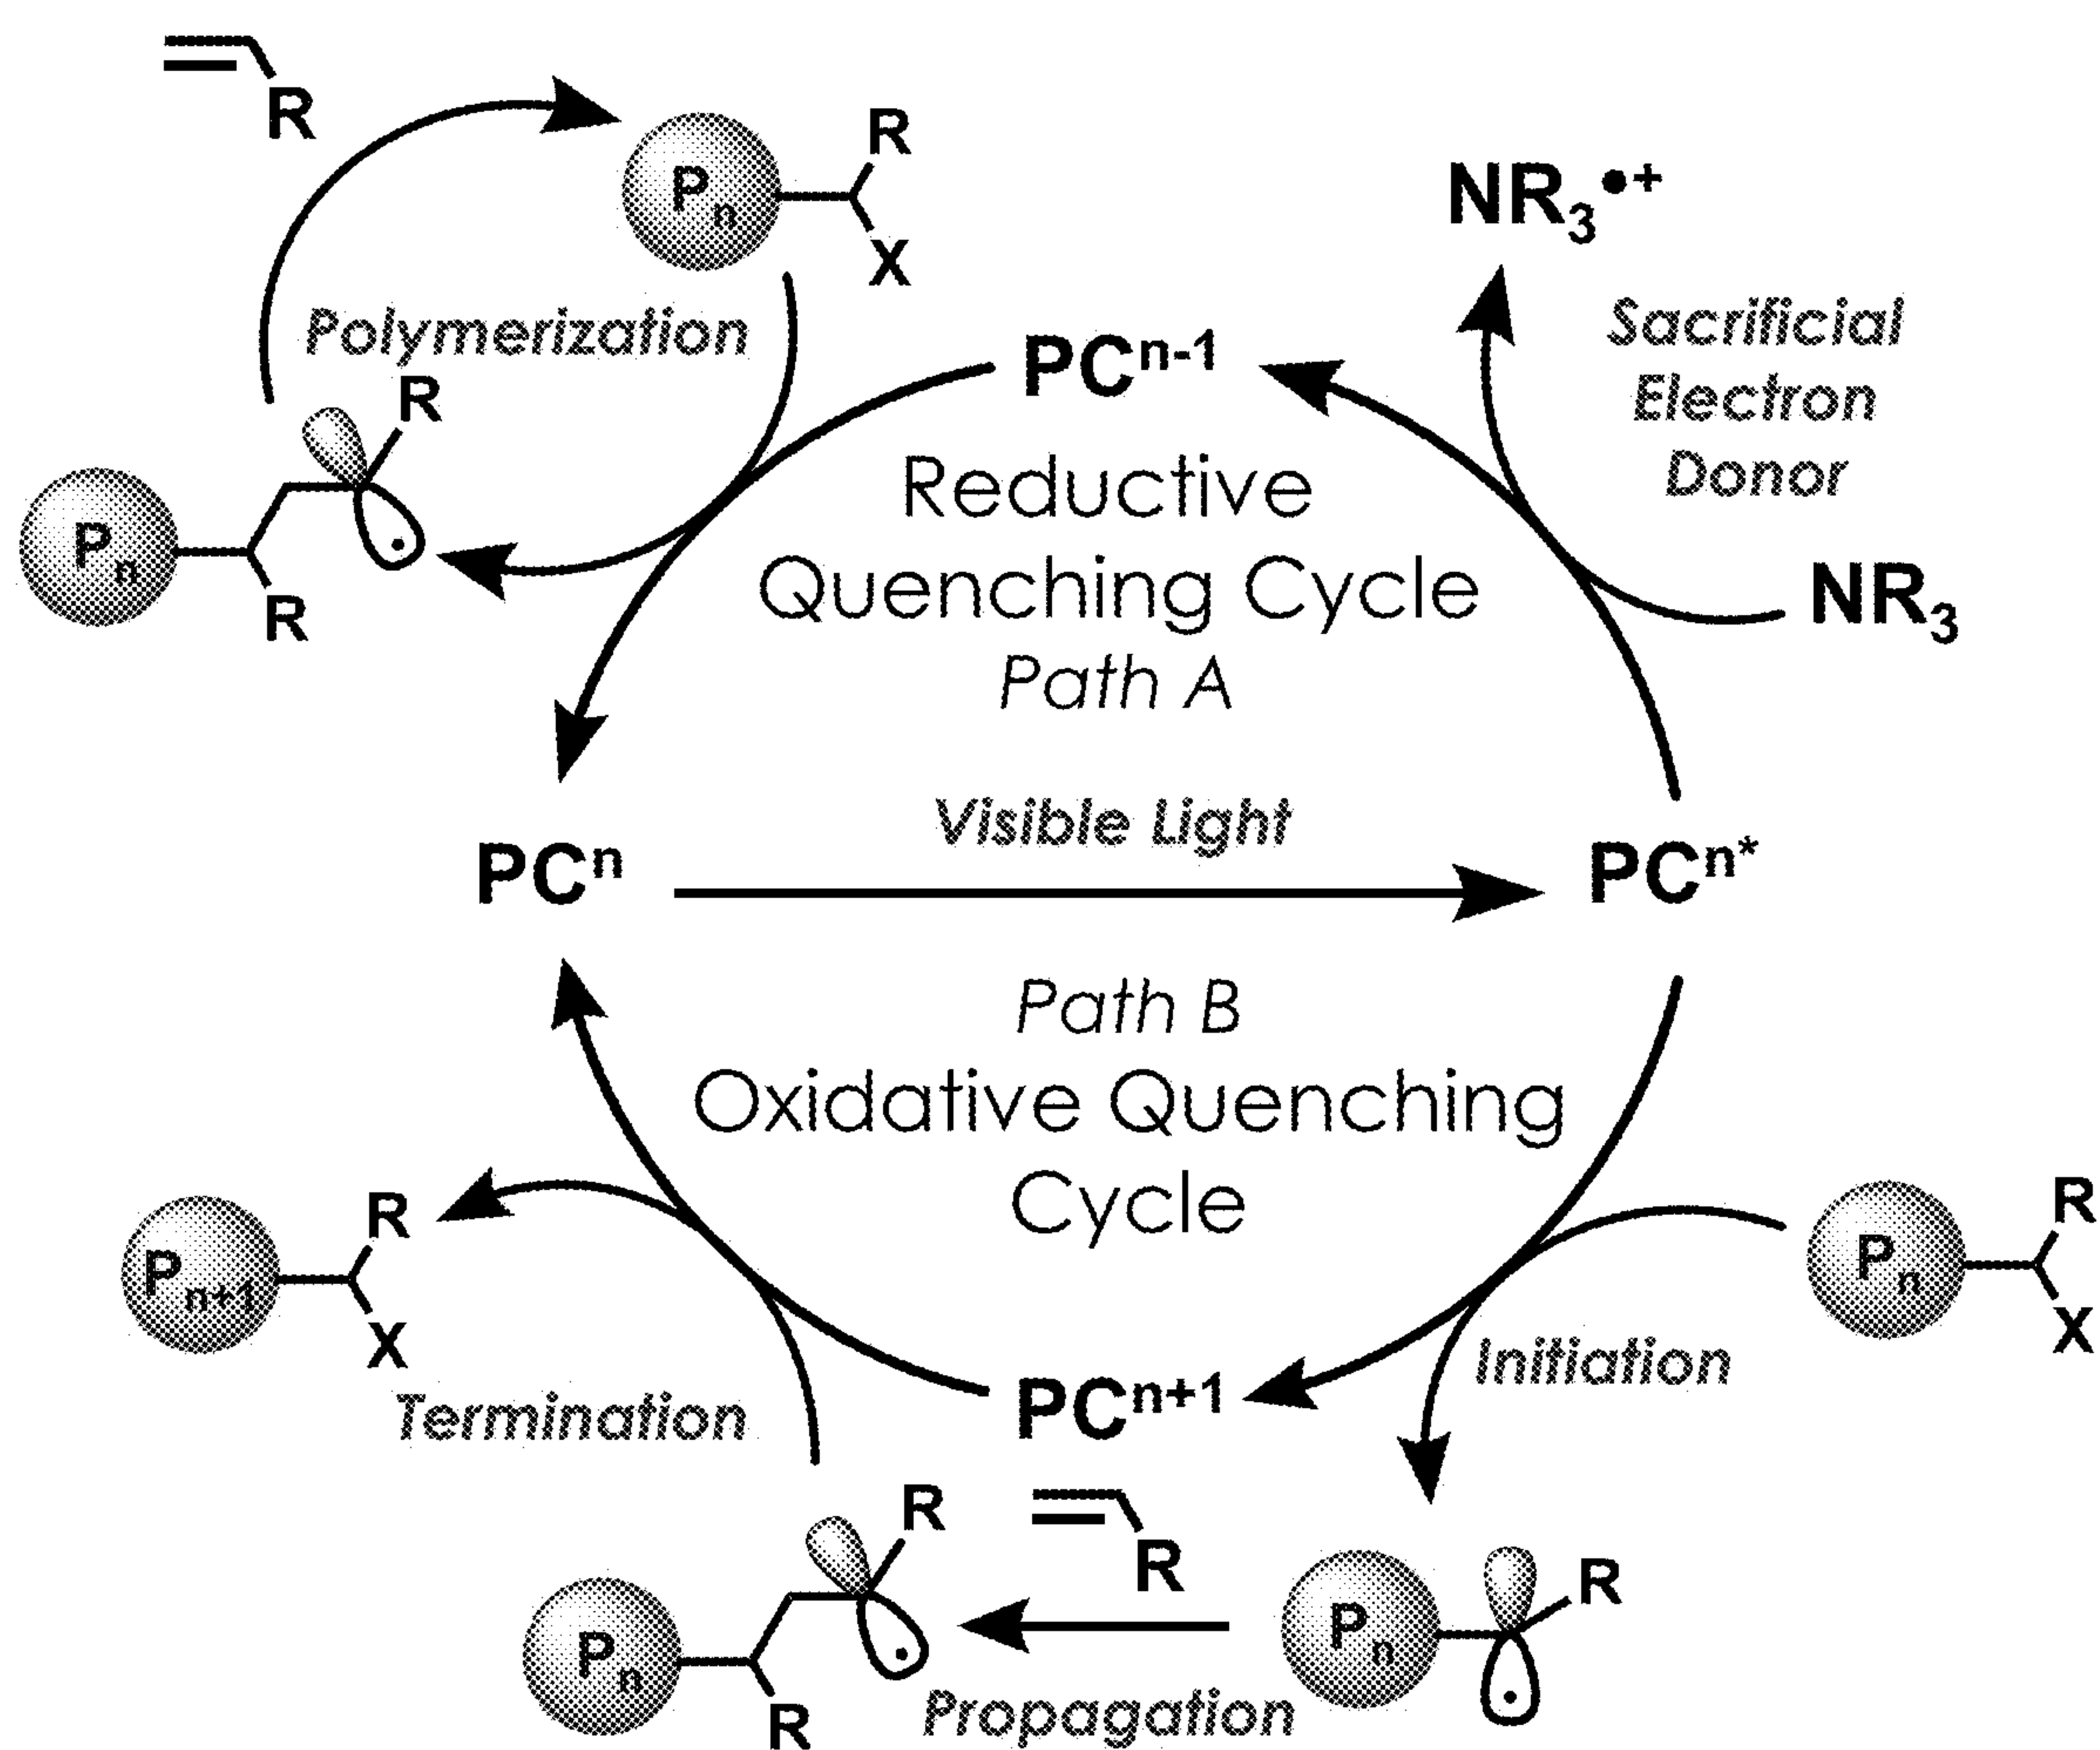 R
R
Pₙ
X
NR₃•+
Polymerization
Sacrificial
Electron
Donor
PCⁿ⁻¹
R
Pₙ
R
Reductive
Quenching Cycle
Path A
NR₃
Visible Light
PCⁿ
PCⁿ*
Path B
Oxidative Quenching
Cycle
R
Pₙ₊₁
X
R
Pₙ
X
Initiation
Termination
PCⁿ⁺¹
R
R
Pₙ
R
R
Pₙ
Propagation